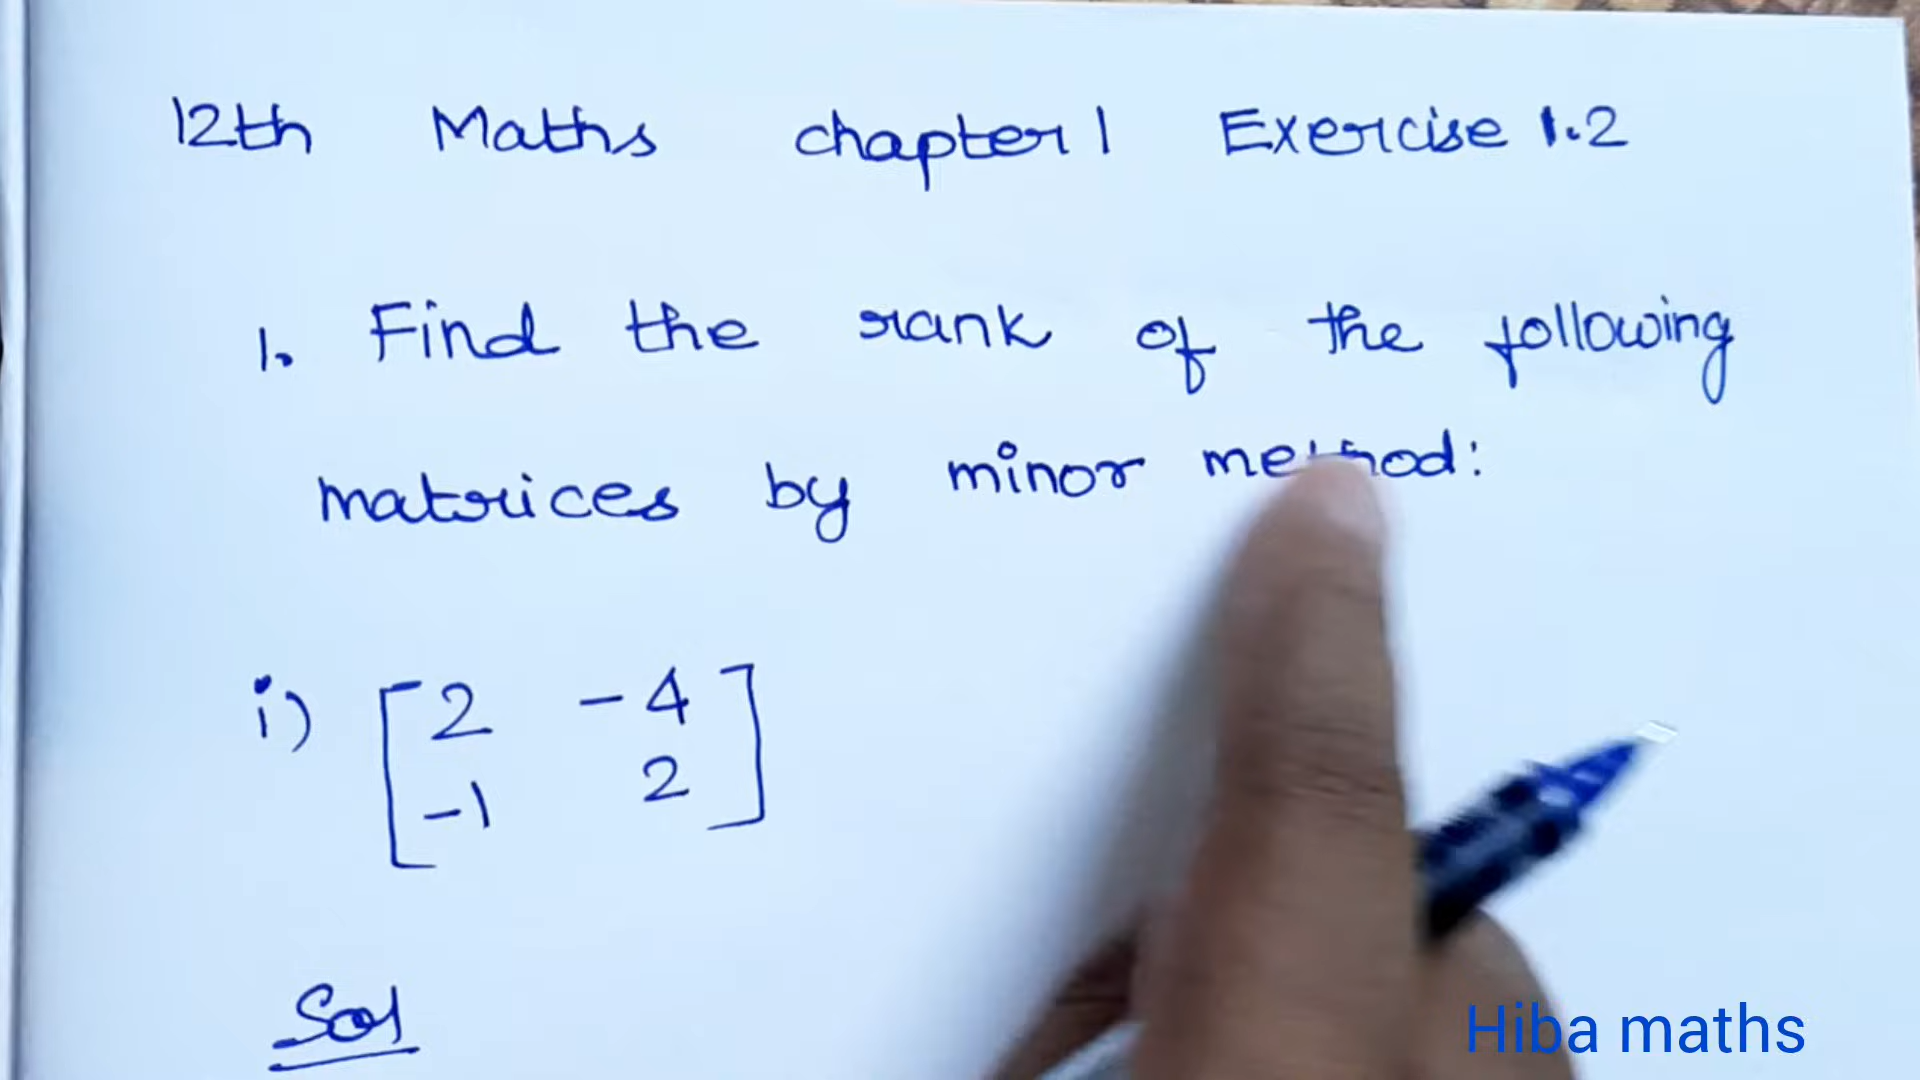 12th Maths chapter 1 Exercise 1.2
1. Find the rank of the following
matrices by minor method:
i) [2 -4
-1 2]
Sol
Hiba maths